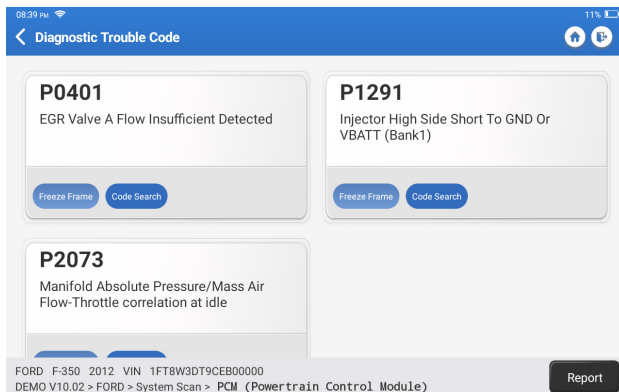 08:39 PM 11%
Diagnostic Trouble Code
P0401
EGR Valve A Flow Insufficient Detected
Freeze Frame Code Search
P1291
Injector High Side Short To GND Or
VBATT (Bank1)
Freeze Frame Code Search
P2073
Manifold Absolute Pressure/Mass Air
Flow-Throttle correlation at idle
FORD F-350 2012 VIN 1FT8W3DT9CEB00000
DEMO V10.02 > FORD > System Scan > PCM (Powertrain Control Module)
Report